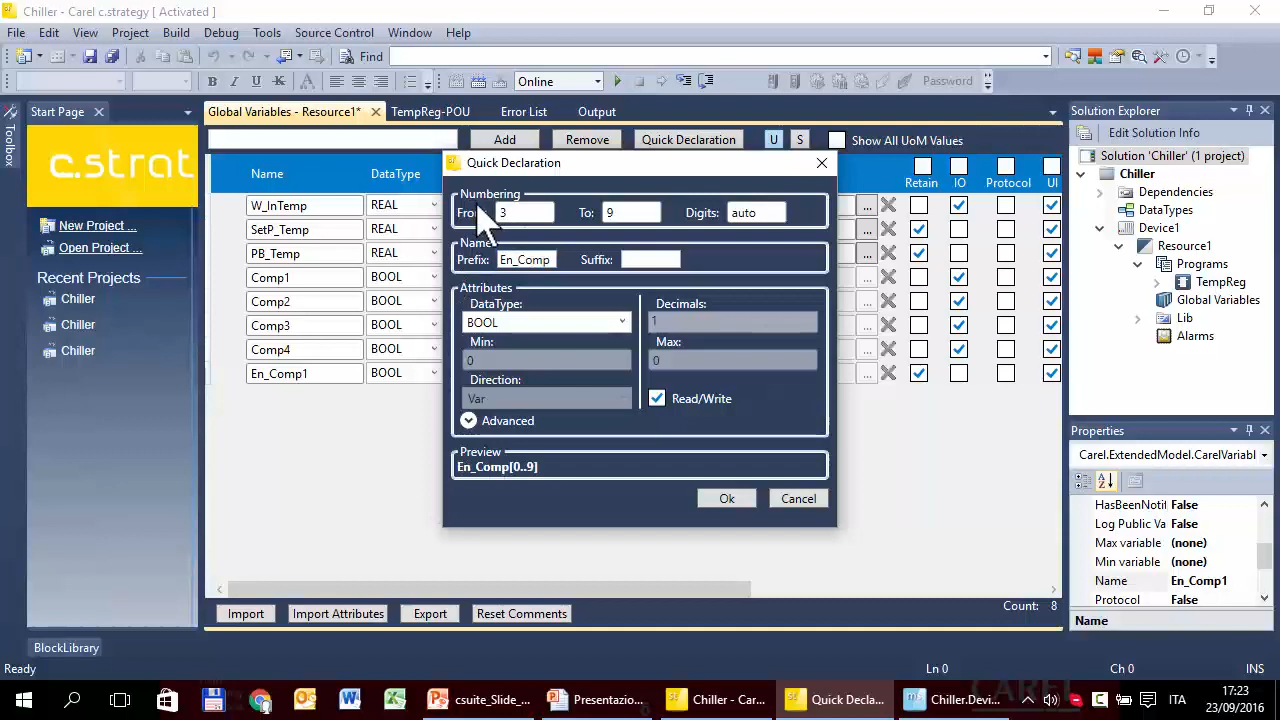 Chiller - Carel c.strategy [ Activated ]
File Edit View Project Build Debug Tools Source Control Window Help
Find
Online Password
Start Page Global Variables - Resource1* TempReg-POU Error List Output
Toolbox
Add Remove Quick Declaration U S Show All UoM Values
c.strat
New Project ...
Open Project ...
Recent Projects
Chiller
Chiller
Chiller
Name DataType Retain IO Protocol UI
W_InTemp REAL ...
SetP_Temp REAL ...
PB_Temp REAL ...
Comp1 BOOL ...
Comp2 BOOL ...
Comp3 BOOL ...
Comp4 BOOL ...
En_Comp1 BOOL ...
Quick Declaration
Numbering
From: 3 To: 9 Digits: auto
Name
Prefix: En_Comp Suffix:
Attributes
DataType: Decimals:
BOOL 1
Min: Max:
0 0
Direction:
Var Read/Write
Advanced
Preview
En_Comp[0..9]
Ok Cancel
Import Import Attributes Export Reset Comments Count: 8
Solution Explorer
Edit Solution Info
Solution 'Chiller' (1 project)
Chiller
Dependencies
DataTypes
Device1
Resource1
Programs
TempReg
Global Variables
Lib
Alarms
Properties
Carel.ExtendedModel.CarelVariabl
HasBeenNotif False
Log Public Va False
Max variable (none)
Min variable (none)
Name En_Comp1
Protocol False
Name
BlockLibrary
Ready Ln 0 Ch 0 INS
csuite_Slide_... Presentazio... Chiller - Car... Quick Decla... Chiller.Devi... ITA 17:23
23/09/2016